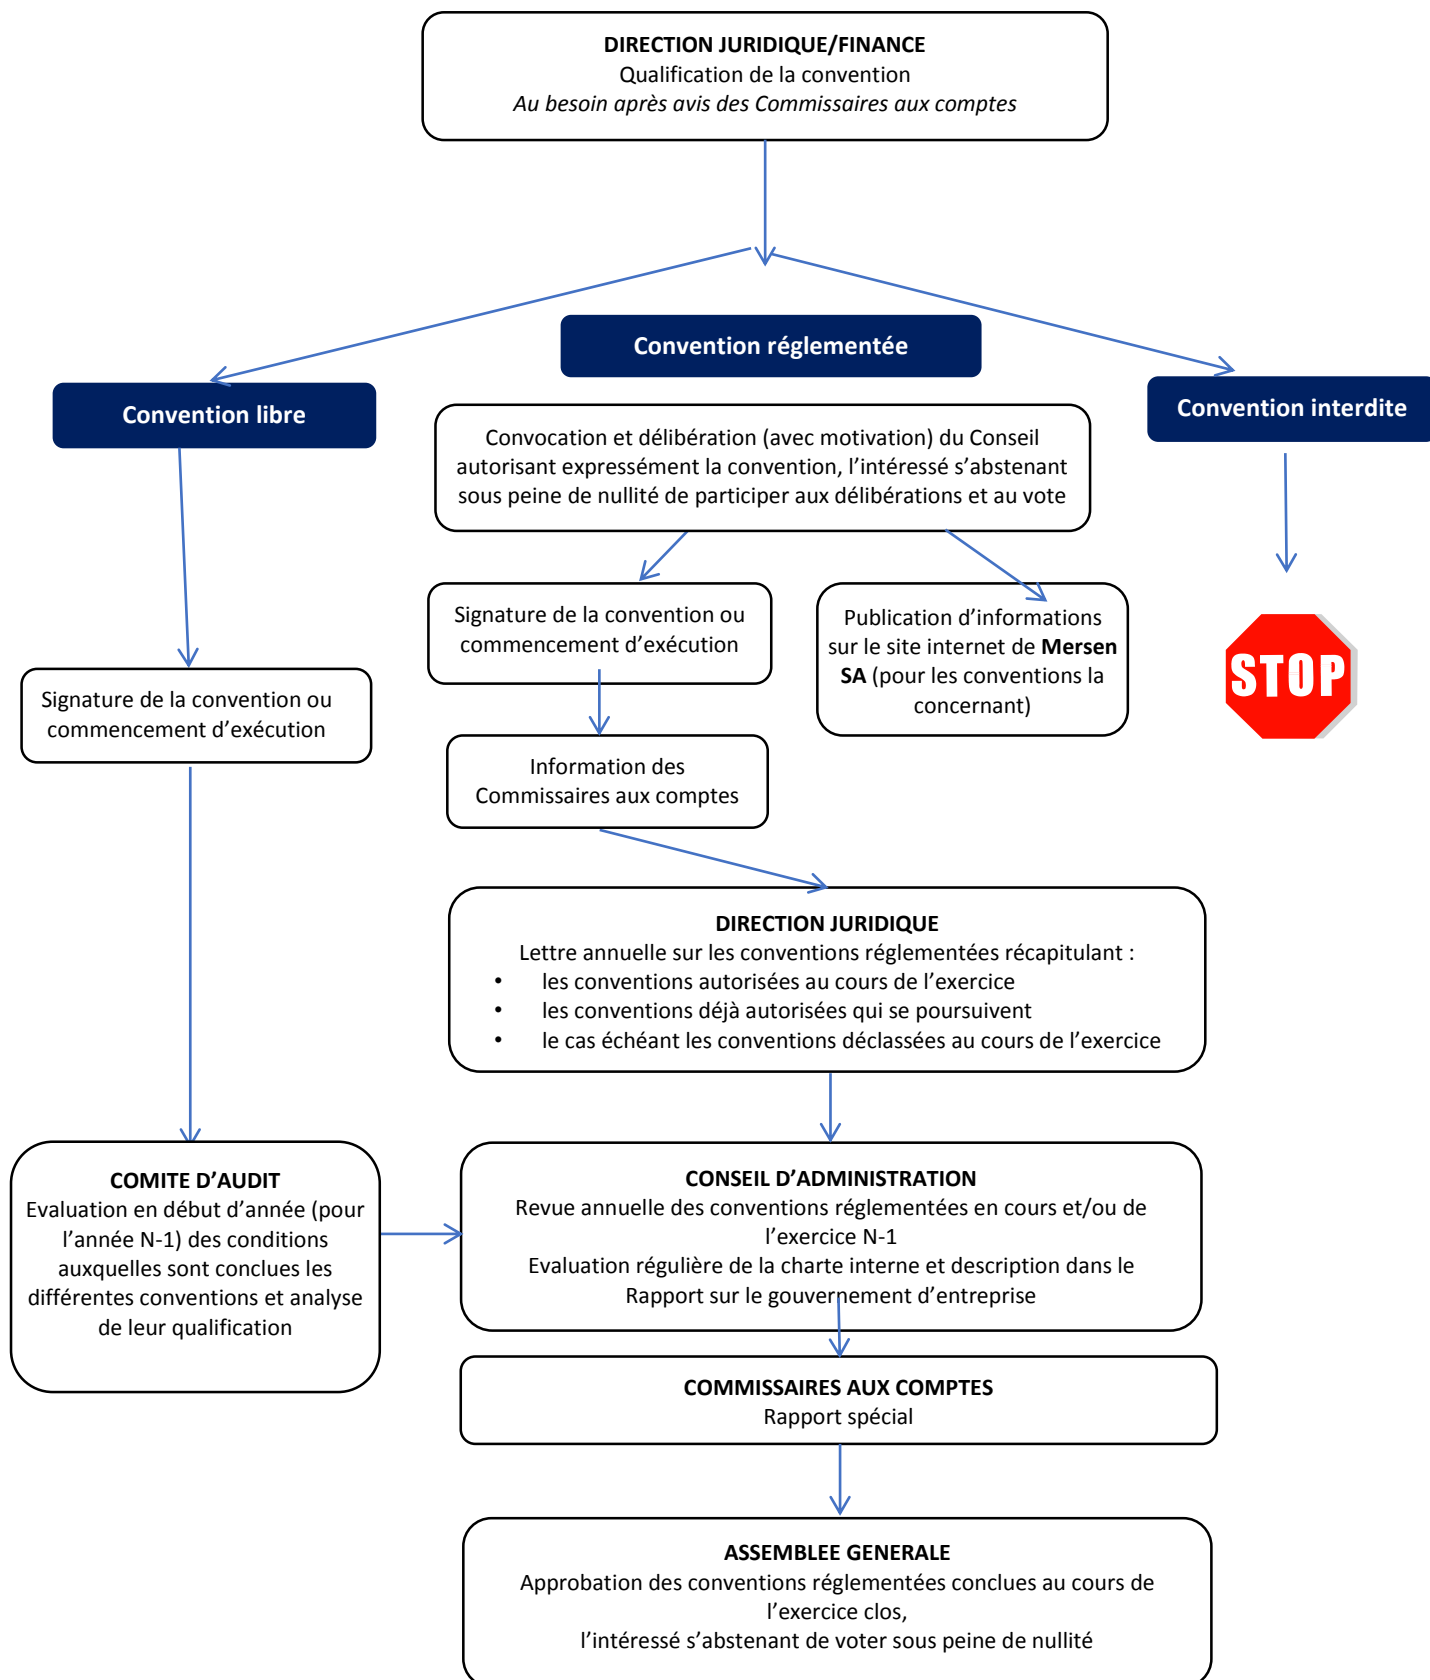 DIRECTION JURIDIQUE/FINANCE
Qualification de la convention
Au besoin après avis des Commissaires aux comptes
Convention réglementée
Convention libre
Convention interdite
Convocation et délibération (avec motivation) du Conseil
autorisant expressément la convention, l’intéressé s’abstenant
sous peine de nullité de participer aux délibérations et au vote
Signature de la convention ou
commencement d’exécution
Publication d’informations
sur le site internet de Mersen
SA (pour les conventions la
concernant)
STOP
Signature de la convention ou
commencement d’exécution
Information des
Commissaires aux comptes
DIRECTION JURIDIQUE
Lettre annuelle sur les conventions réglementées récapitulant :
• les conventions autorisées au cours de l’exercice
• les conventions déjà autorisées qui se poursuivent
• le cas échéant les conventions déclassées au cours de l’exercice
COMITE D’AUDIT
Evaluation en début d’année (pour
l’année N-1) des conditions
auxquelles sont conclues les
différentes conventions et analyse
de leur qualification
CONSEIL D’ADMINISTRATION
Revue annuelle des conventions réglementées en cours et/ou de
l’exercice N-1
Evaluation régulière de la charte interne et description dans le
Rapport sur le gouvernement d’entreprise
COMMISSAIRES AUX COMPTES
Rapport spécial
ASSEMBLEE GENERALE
Approbation des conventions réglementées conclues au cours de
l’exercice clos,
l’intéressé s’abstenant de voter sous peine de nullité